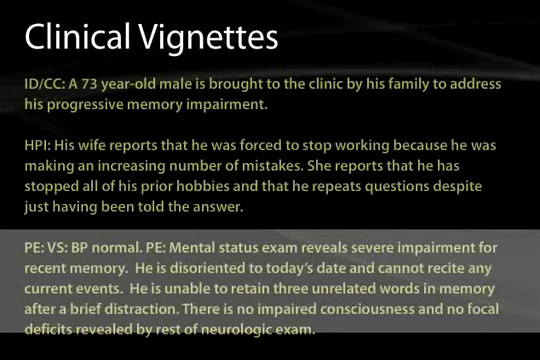 Clinical Vignettes
ID/CC: A 73 year-old male is brought to the clinic by his family to address
his progressive memory impairment.
HPI: His wife reports that he was forced to stop working because he was
making an increasing number of mistakes. She reports that he has
stopped all of his prior hobbies and that he repeats questions despite
just having been told the answer.
PE: VS: BP normal. PE: Mental status exam reveals severe impairment for
recent memory. He is disoriented to today's date and cannot recite any
current events. He is unable to retain three unrelated words in memory
after a brief distraction. There is no impaired consciousness and no focal
deficits revealed by rest of neurologic exam.